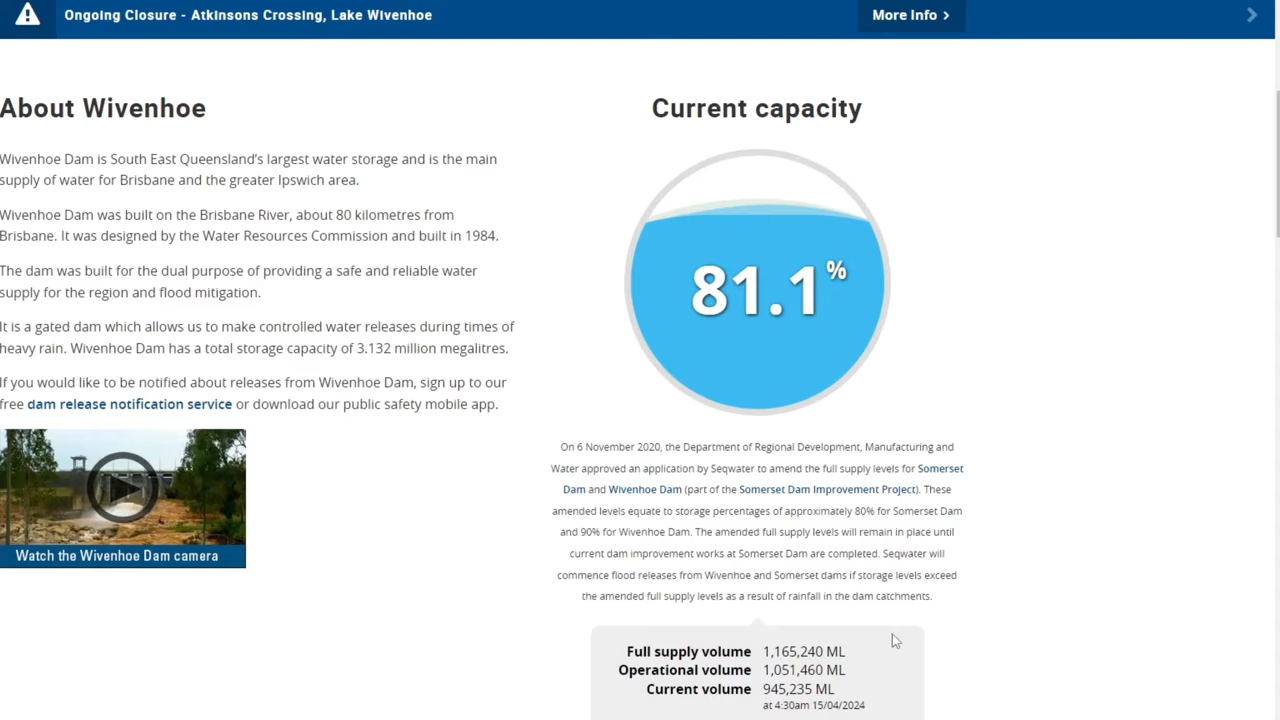 Ongoing Closure - Atkinsons Crossing, Lake Wivenhoe
More Info
About Wivenhoe
Wivenhoe Dam is South East Queensland's largest water storage and is the main
supply of water for Brisbane and the greater Ipswich area.
Wivenhoe Dam was built on the Brisbane River, about 80 kilometres from
Brisbane. It was designed by the Water Resources Commission and built in 1984.
The dam was built for the dual purpose of providing a safe and reliable water
supply for the region and flood mitigation.
It is a gated dam which allows us to make controlled water releases during times of
heavy rain. Wivenhoe Dam has a total storage capacity of 3.132 million megalitres.
If you would like to be notified about releases from Wivenhoe Dam, sign up to our
free dam release notification service or download our public safety mobile app.
Watch the Wivenhoe Dam camera
Current capacity
81.1%
On 6 November 2020, the Department of Regional Development, Manufacturing and
Water approved an application by Seqwater to amend the full supply levels for Somerset
Dam and Wivenhoe Dam (part of the Somerset Dam Improvement Project). These
amended levels equate to storage percentages of approximately 80% for Somerset Dam
and 90% for Wivenhoe Dam. The amended full supply levels will remain in place until
current dam improvement works at Somerset Dam are completed. Seqwater will
commence flood releases from Wivenhoe and Somerset dams if storage levels exceed
the amended full supply levels as a result of rainfall in the dam catchments.
Full supply volume 1,165,240 ML
Operational volume 1,051,460 ML
Current volume 945,235 ML
at 4:30am 15/04/2024